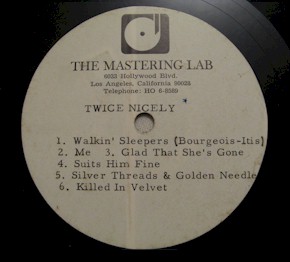 THE MASTERING LAB
6033 Hollywood Blvd.
Los Angeles, California 90028
Telephone: HO 6-8589
TWICE NICELY
1. Walkin' Sleepers (Bourgeois-Itis)
2. Me 3. Glad That She's Gone
4. Suits Him Fine
5. Silver Threads & Golden Needle
6. Killed In Velvet